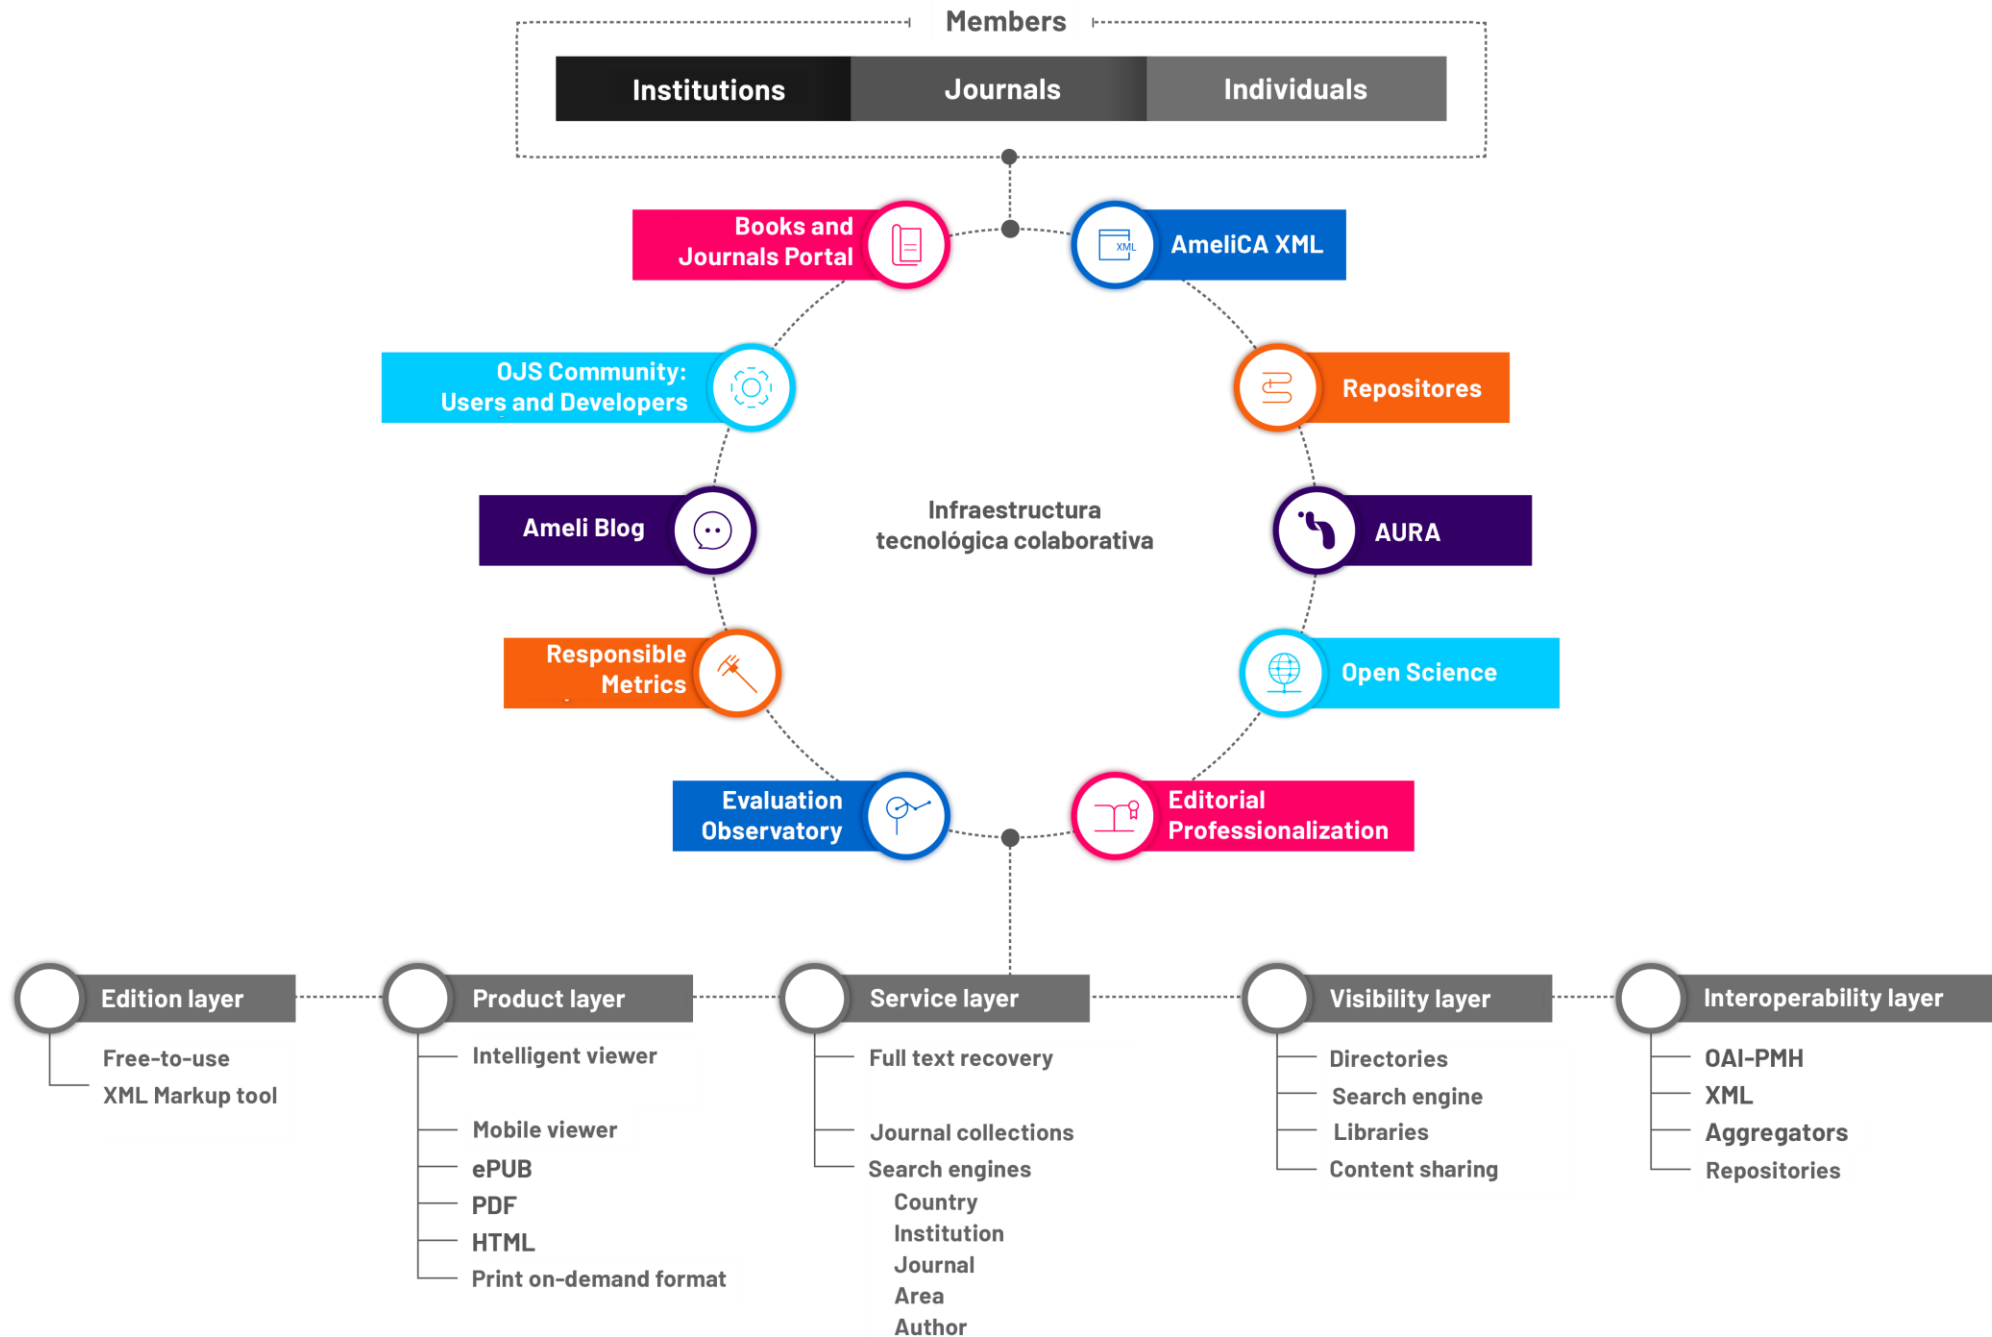 Members
Institutions
Journals
Individuals
Books and
Journals Portal
XML
AmeliCA XML
OJS Community:
Users and Developers
Repositores
Infraestructura
tecnológica colaborativa
Ameli Blog
AURA
Responsible
Metrics
Open Science
Evaluation
Observatory
Editorial
Professionalization
Edition layer
Free-to-use
XML Markup tool
Product layer
Intelligent viewer
Mobile viewer
ePUB
PDF
HTML
Print on-demand format
Service layer
Full text recovery
Journal collections
Search engines
Country
Institution
Journal
Area
Author
Visibility layer
Directories
Search engine
Libraries
Content sharing
Interoperability layer
OAI-PMH
XML
Aggregators
Repositories